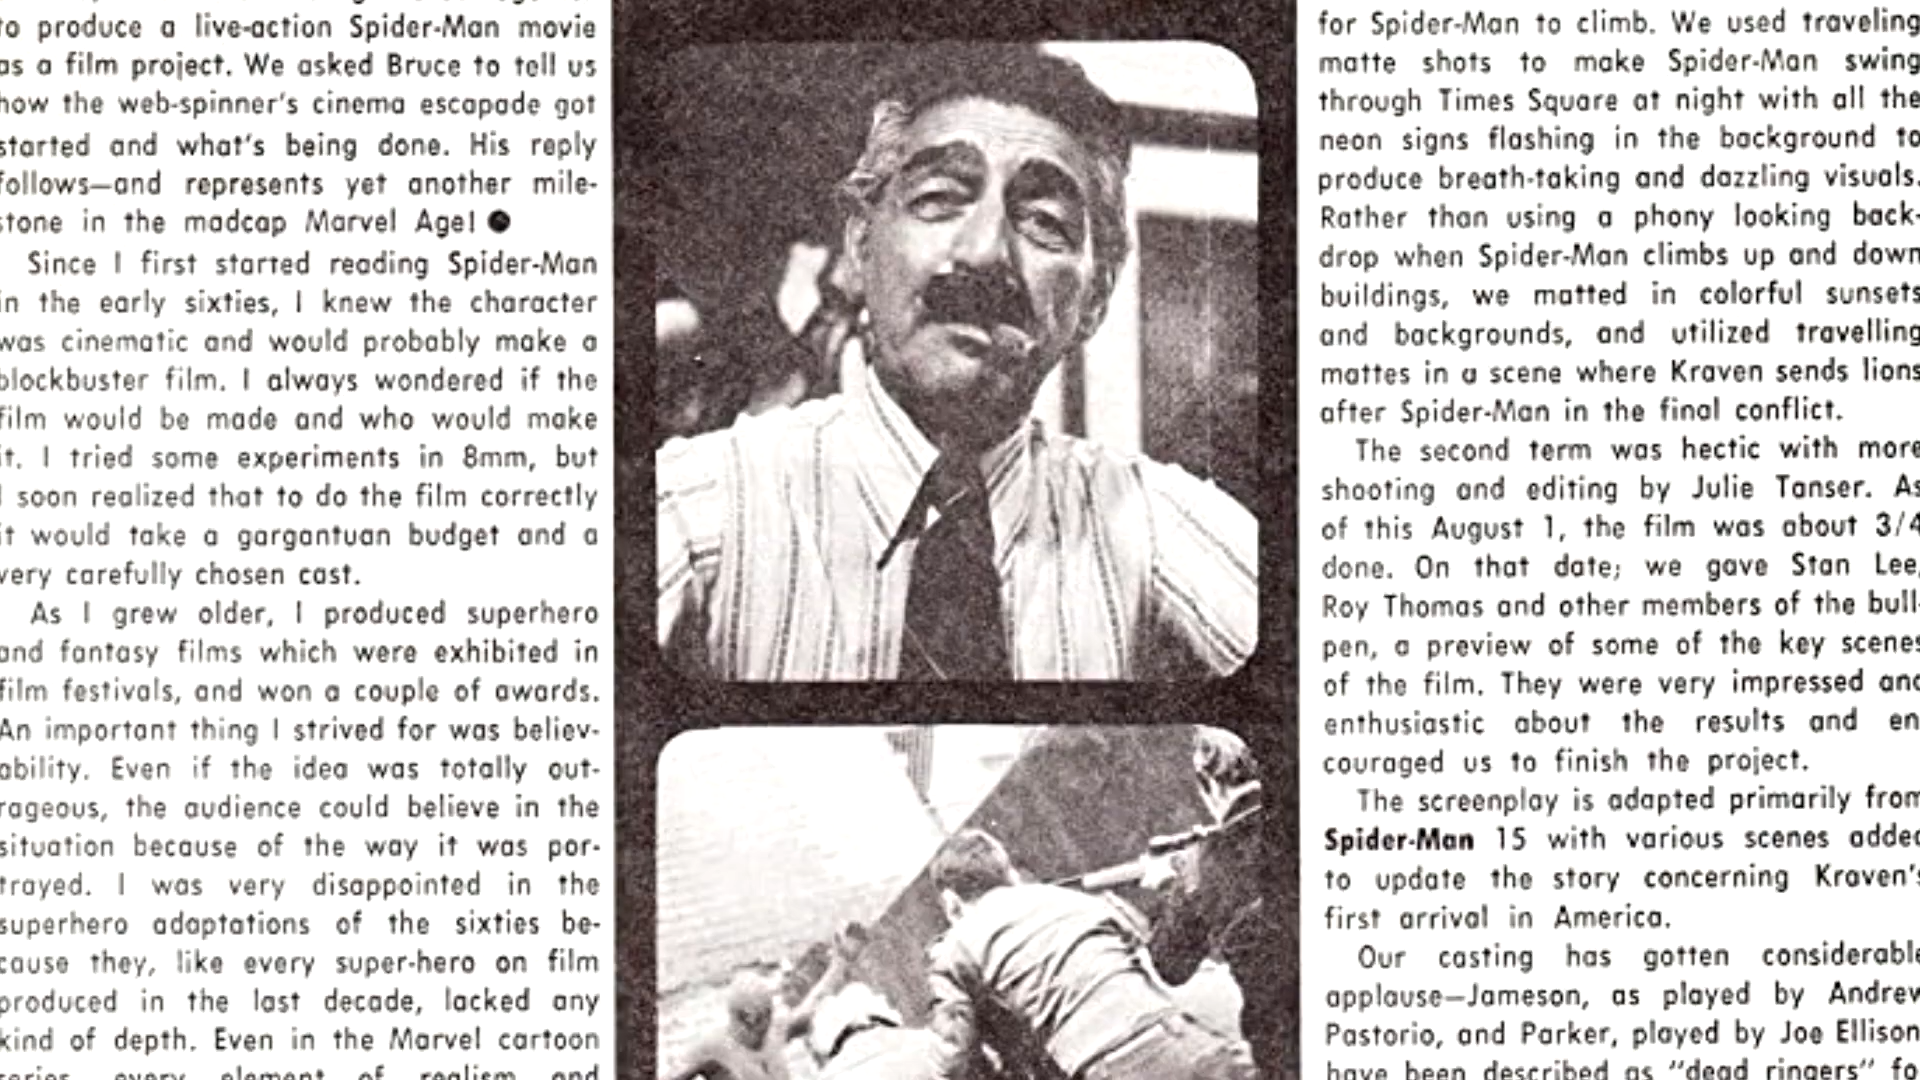 to produce a live-action Spider-Man movie
as a film project. We asked Bruce to tell us
how the web-spinner's cinema escapade got
started and what's being done. His reply
follows—and represents yet another mile-
stone in the madcap Marvel Age! ●
Since I first started reading Spider-Man
in the early sixties, I knew the character
was cinematic and would probably make a
blockbuster film. I always wondered if the
film would be made and who would make
it. I tried some experiments in 8mm, but
I soon realized that to do the film correctly
it would take a gargantuan budget and a
very carefully chosen cast.
As I grew older, I produced superhero
and fantasy films which were exhibited in
film festivals, and won a couple of awards.
An important thing I strived for was believ-
ability. Even if the idea was totally out-
rageous, the audience could believe in the
situation because of the way it was por-
trayed. I was very disappointed in the
superhero adaptations of the sixties be-
cause they, like every super-hero on film
produced in the last decade, lacked any
kind of depth. Even in the Marvel cartoon
series, every element of realism and
for Spider-Man to climb. We used traveling
matte shots to make Spider-Man swing
through Times Square at night with all the
neon signs flashing in the background to
produce breath-taking and dazzling visuals.
Rather than using a phony looking back-
drop when Spider-Man climbs up and down
buildings, we matted in colorful sunsets
and backgrounds, and utilized travelling
mattes in a scene where Kraven sends lions
after Spider-Man in the final conflict.
The second term was hectic with more
shooting and editing by Julie Tanser. As
of this August 1, the film was about 3/4
done. On that date; we gave Stan Lee,
Roy Thomas and other members of the bull-
pen, a preview of some of the key scenes
of the film. They were very impressed and
enthusiastic about the results and en
couraged us to finish the project.
The screenplay is adapted primarily from
Spider-Man 15 with various scenes added
to update the story concerning Kraven's
first arrival in America.
Our casting has gotten considerable
applause—Jameson, as played by Andrew
Pastorio, and Parker, played by Joe Ellison
have been described as "dead ringers" fo